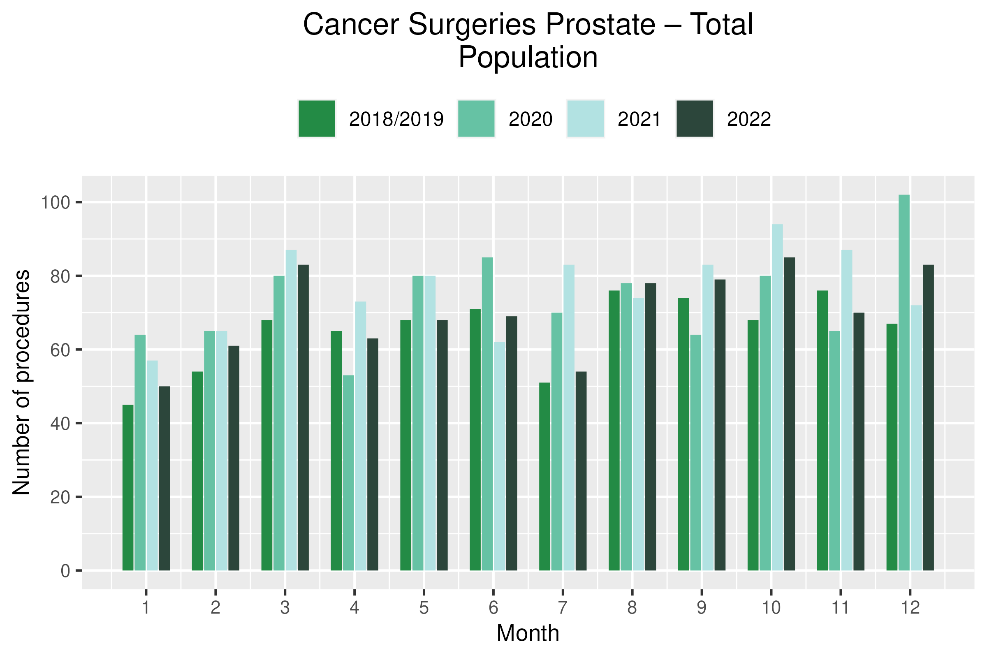 Cancer Surgeries Prostate – Total
Population
2018/2019 2020 2021 2022
Number of procedures
100
80
60
40
20
0
1 2 3 4 5 6 7 8 9 10 11 12
Month